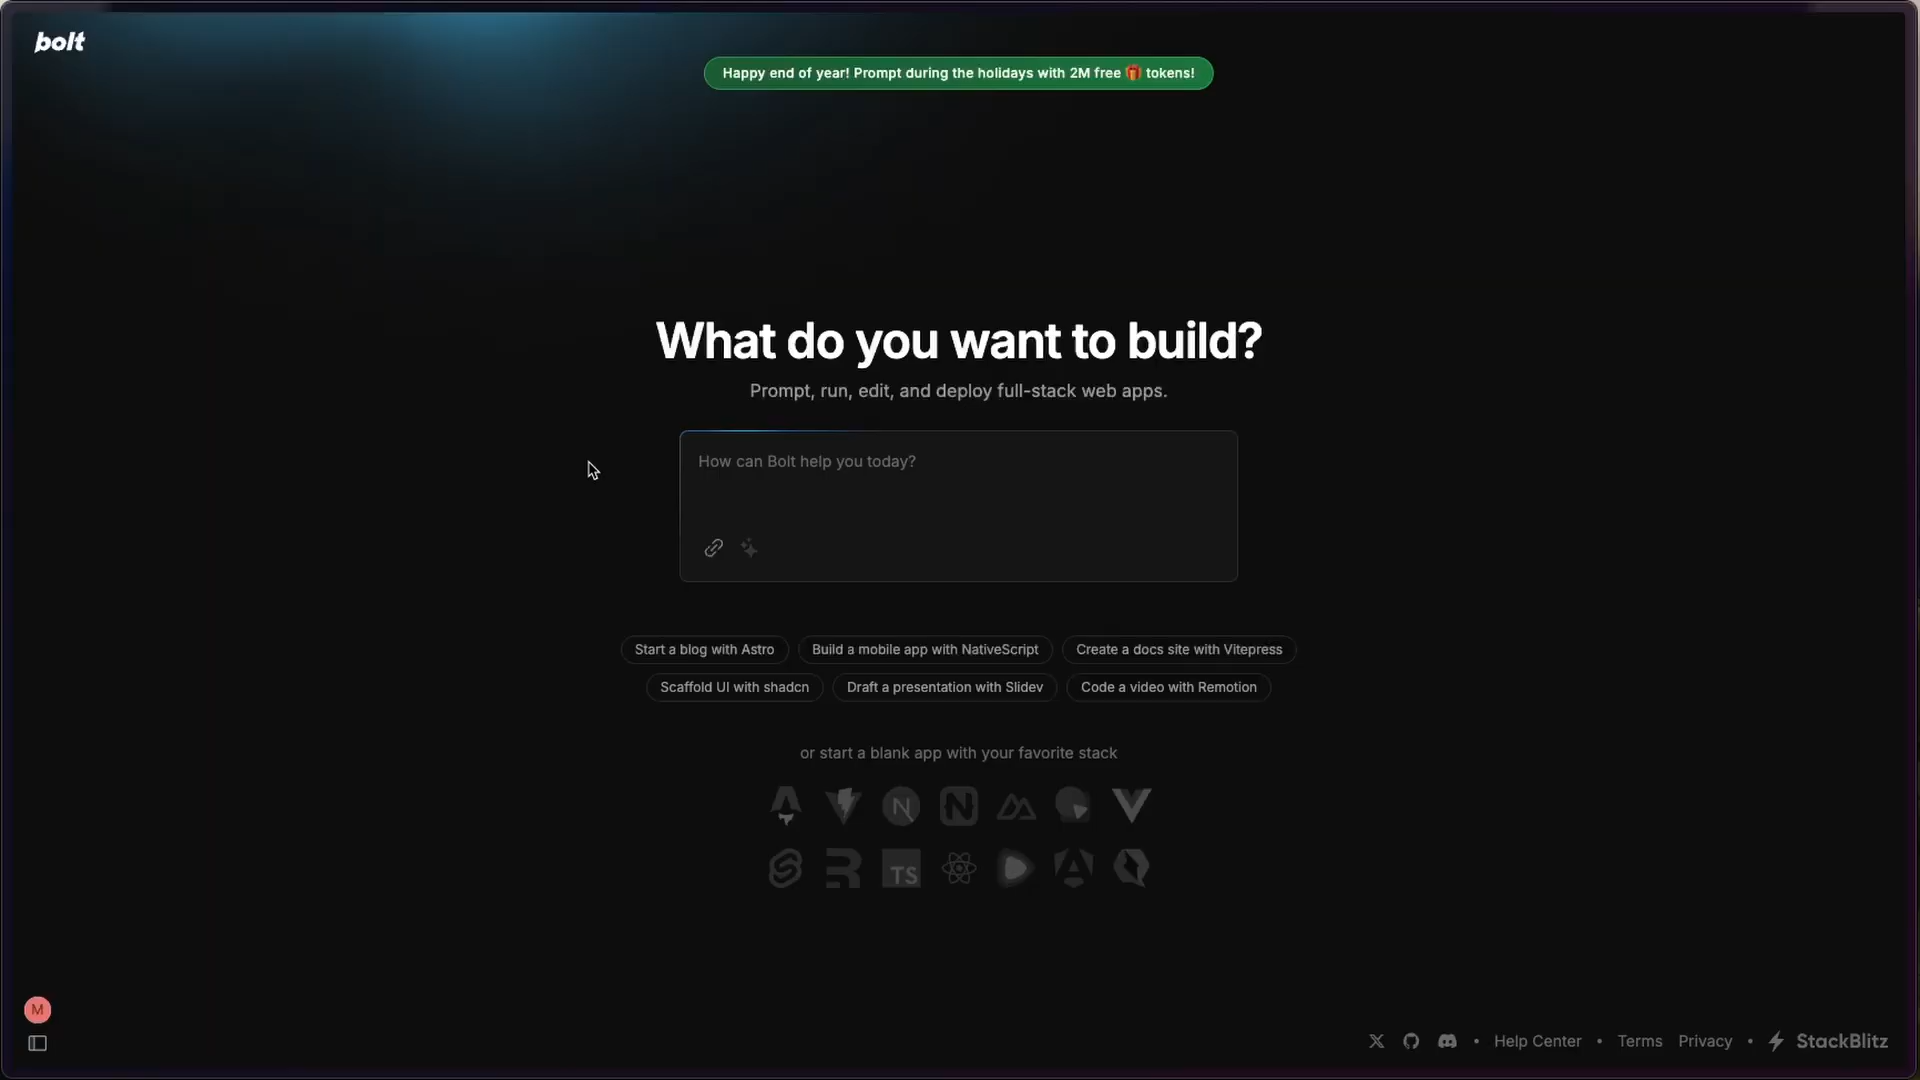 bolt
Happy end of year! Prompt during the holidays with 2M free 🎁 tokens!
What do you want to build?
Prompt, run, edit, and deploy full-stack web apps.
How can Bolt help you today?
Start a blog with Astro
Build a mobile app with NativeScript
Create a docs site with Vitepress
Scaffold UI with shadcn
Draft a presentation with Slidev
Code a video with Remotion
or start a blank app with your favorite stack
N
N
TS
M
Help Center • Terms Privacy • StackBlitz